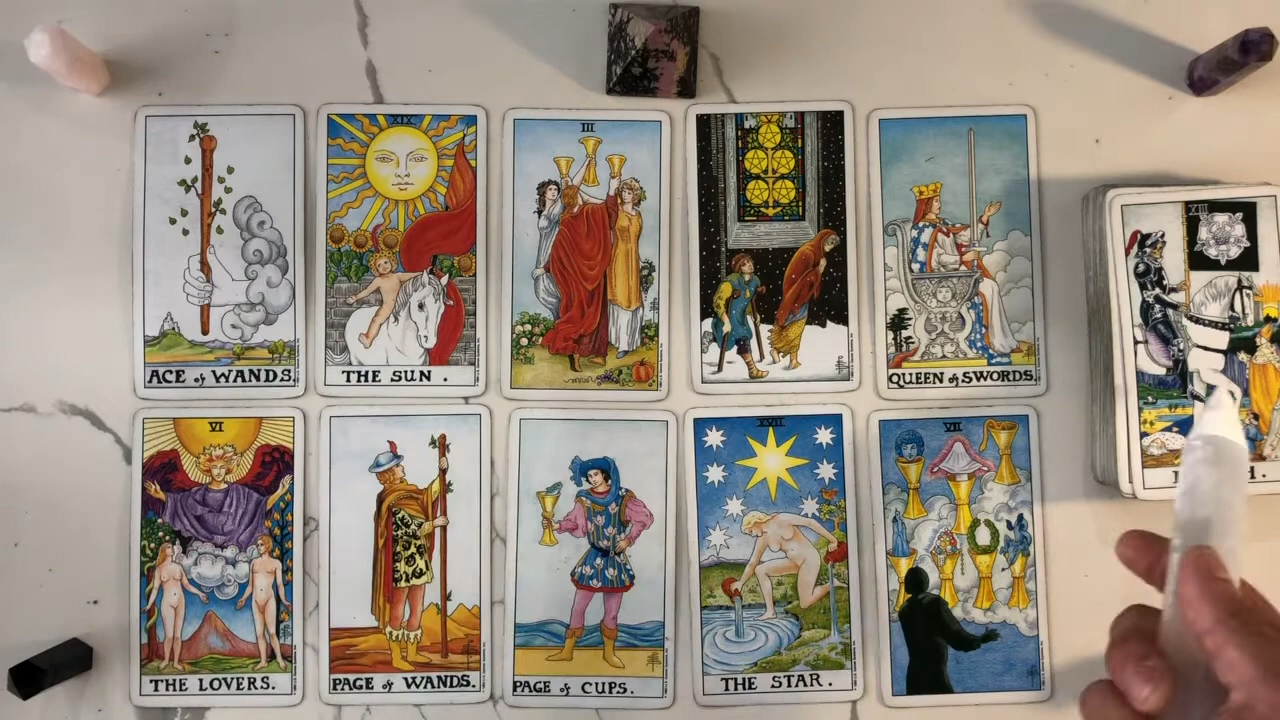 ACE of WANDS.
XIX
THE SUN .
III
QUEEN of SWORDS.
XIII
VI
THE LOVERS.
PAGE of WANDS.
PAGE of CUPS.
XVII
THE STAR.
VII